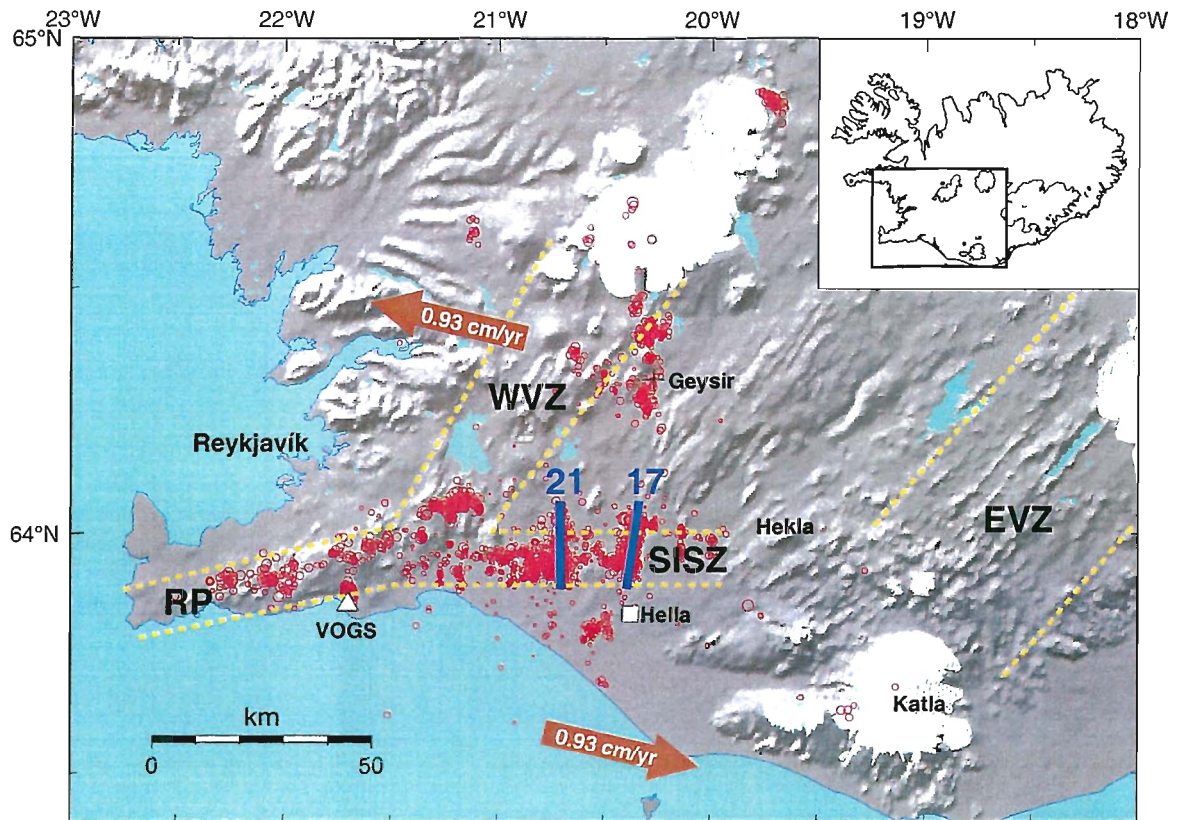 23°W 22°W 21°W 20°W 19°W 18°W
65°N
0.93 cm/yr
WVZ
Geysir
Reykjavík
21 17
64°N
Hekla
EVZ
SISZ
RP
Hella
VOGS
Katla
km
0.93 cm/yr
0 50